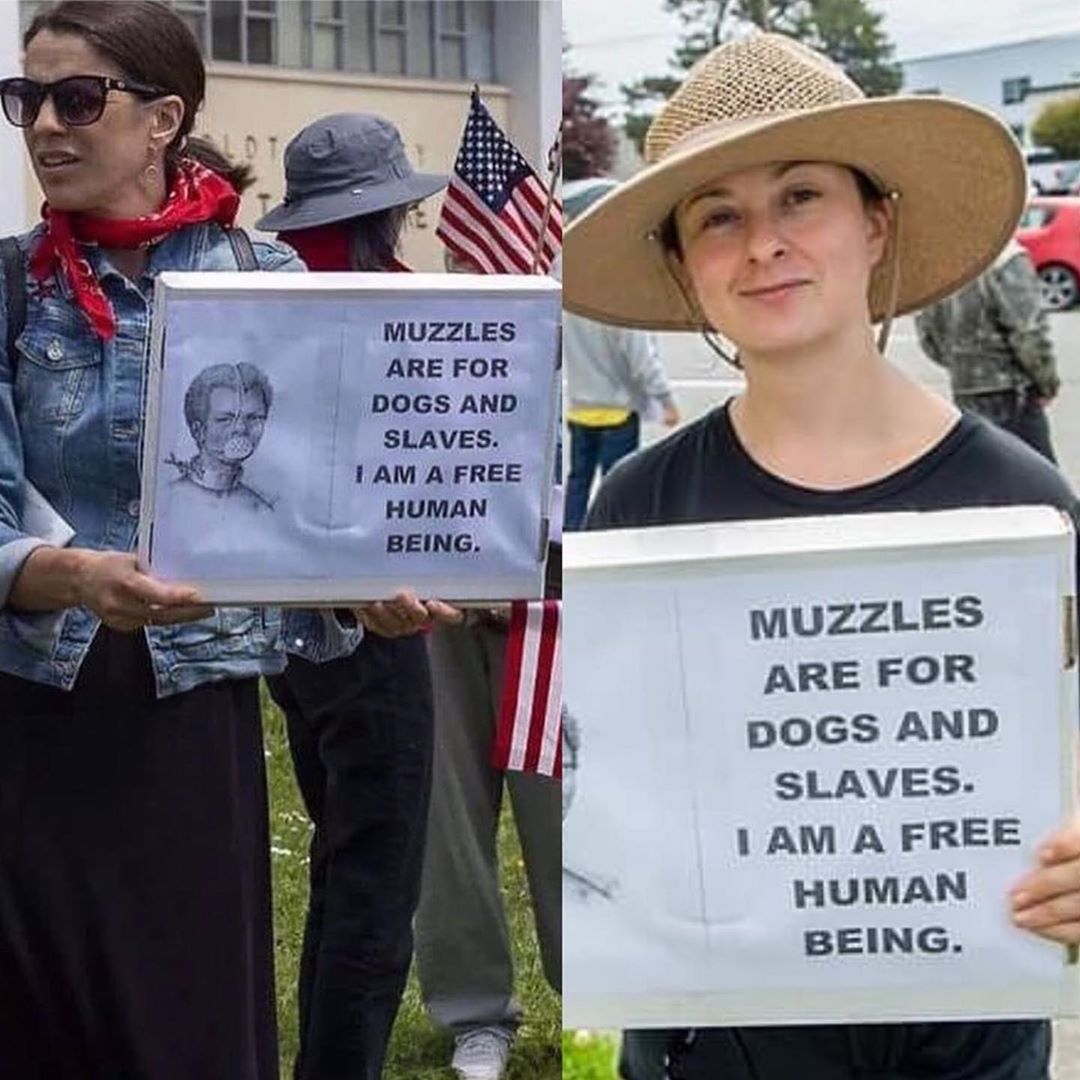 MUZZLES
ARE FOR
DOGS AND
SLAVES.
I AM A FREE
HUMAN
BEING.
MUZZLES
ARE FOR
DOGS AND
SLAVES.
I AM A FREE
HUMAN
BEING.